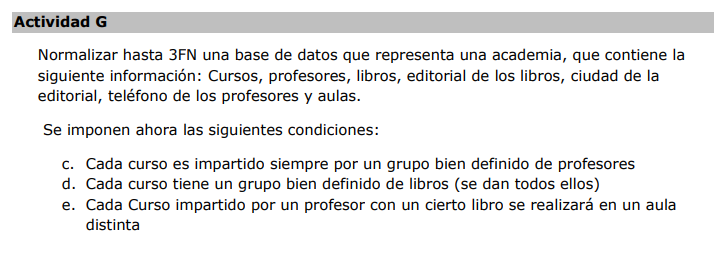 Actividad G
Normalizar hasta 3FN una base de datos que representa una academia, que contiene la
siguiente información: Cursos, profesores, libros, editorial de los libros, ciudad de la
editorial, teléfono de los profesores y aulas.
Se imponen ahora las siguientes condiciones:
c. Cada curso es impartido siempre por un grupo bien definido de profesores
d. Cada curso tiene un grupo bien definido de libros (se dan todos ellos)
e. Cada Curso impartido por un profesor con un cierto libro se realizará en un aula
distinta